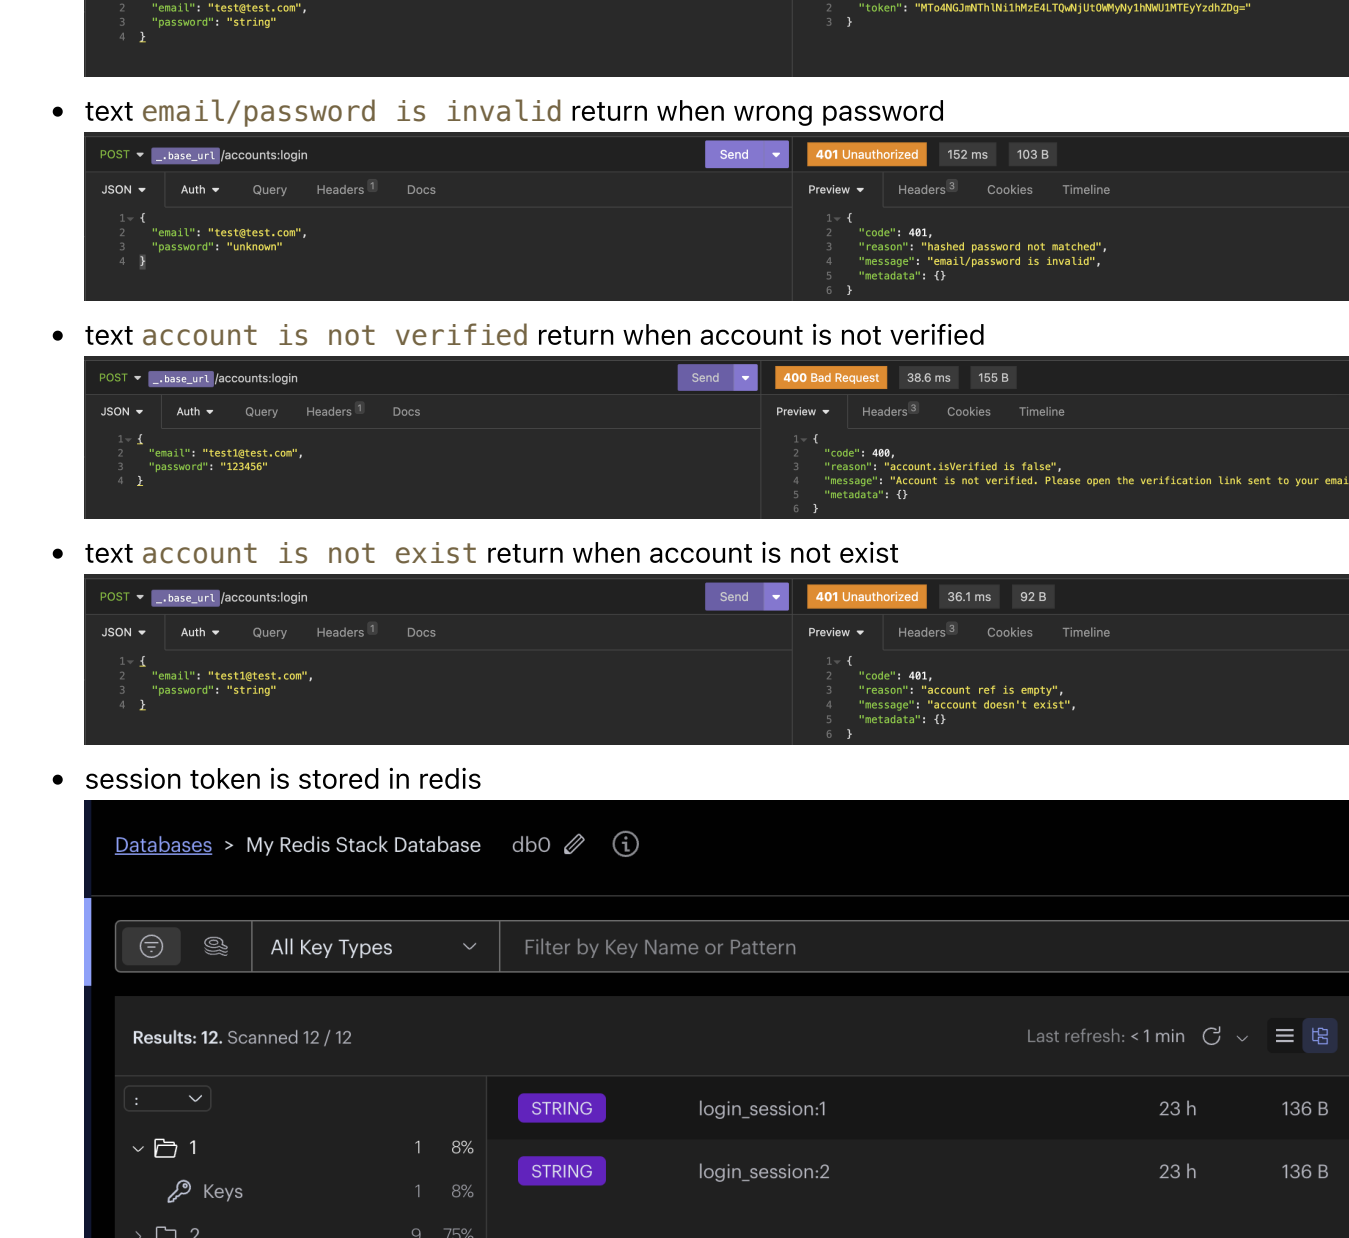 2 "email": "test@test.com",
3 "password": "string"
4 }
2 "token": "MTo4NGJmNThlNi1hMzE4LTQwNjUtOWMyNy1hNWU1MTEyYzdhZDg="
3 }
• text email/password is invalid return when wrong password
POST _.base_url /accounts:login Send 401 Unauthorized 152 ms 103 B
JSON Auth Query Headers 1 Docs Preview Headers 3 Cookies Timeline
1 {
2 "email": "test@test.com",
3 "password": "unknown"
4 }
1 {
2 "code": 401,
3 "reason": "hashed password not matched",
4 "message": "email/password is invalid",
5 "metadata": {}
6 }
• text account is not verified return when account is not verified
POST _.base_url /accounts:login Send 400 Bad Request 38.6 ms 155 B
JSON Auth Query Headers 1 Docs Preview Headers 3 Cookies Timeline
1 {
2 "email": "test1@test.com",
3 "password": "123456"
4 }
1 {
2 "code": 400,
3 "reason": "account.isVerified is false",
4 "message": "Account is not verified. Please open the verification link sent to your emai
5 "metadata": {}
6 }
• text account is not exist return when account is not exist
POST _.base_url /accounts:login Send 401 Unauthorized 36.1 ms 92 B
JSON Auth Query Headers 1 Docs Preview Headers 3 Cookies Timeline
1 {
2 "email": "test1@test.com",
3 "password": "string"
4 }
1 {
2 "code": 401,
3 "reason": "account ref is empty",
4 "message": "account doesn't exist",
5 "metadata": {}
6 }
• session token is stored in redis
Databases > My Redis Stack Database db0
All Key Types Filter by Key Name or Pattern
Results: 12. Scanned 12 / 12 Last refresh: < 1 min
:
1 1 8%
Keys 1 8%
2 9 75%
STRING login_session:1 23 h 136 B
STRING login_session:2 23 h 136 B